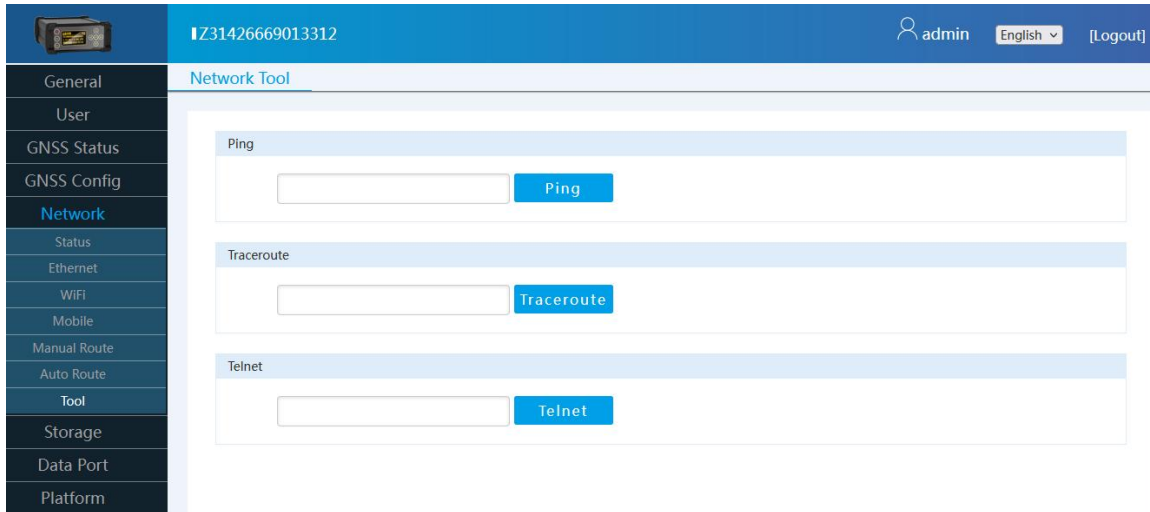 IZ31426669013312
admin
English
[Logout]
General
User
GNSS Status
GNSS Config
Network
Status
Ethernet
WiFi
Mobile
Manual Route
Auto Route
Tool
Storage
Data Port
Platform
Network Tool
Ping
Ping
Traceroute
Traceroute
Telnet
Telnet